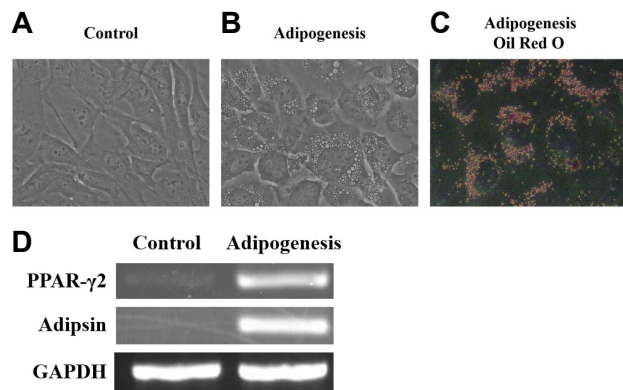 A
Control
B
Adipogenesis
C
Adipogenesis
Oil Red O
D
Control Adipogenesis
PPAR-γ2
Adipsin
GAPDH